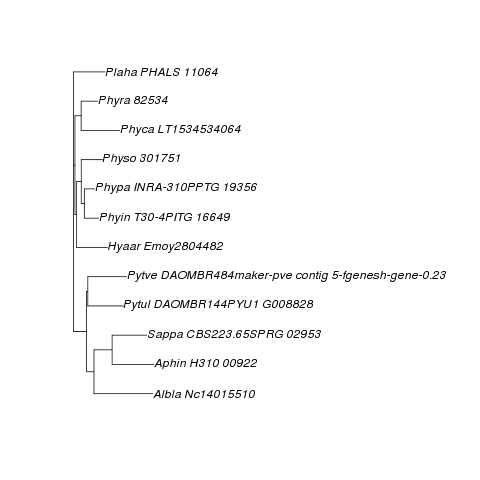 Plaha PHALS 11064
Phyra 82534
Phyca LT1534534064
Physo 301751
Phypa INRA-310PPTG 19356
Phyin T30-4PITG 16649
Hyaar Emoy2804482
Pytve DAOMBR484maker-pve contig 5-fgenesh-gene-0.23
Pytul DAOMBR144PYU1 G008828
Sappa CBS223.65SPRG 02953
Aphin H310 00922
Albla Nc14015510